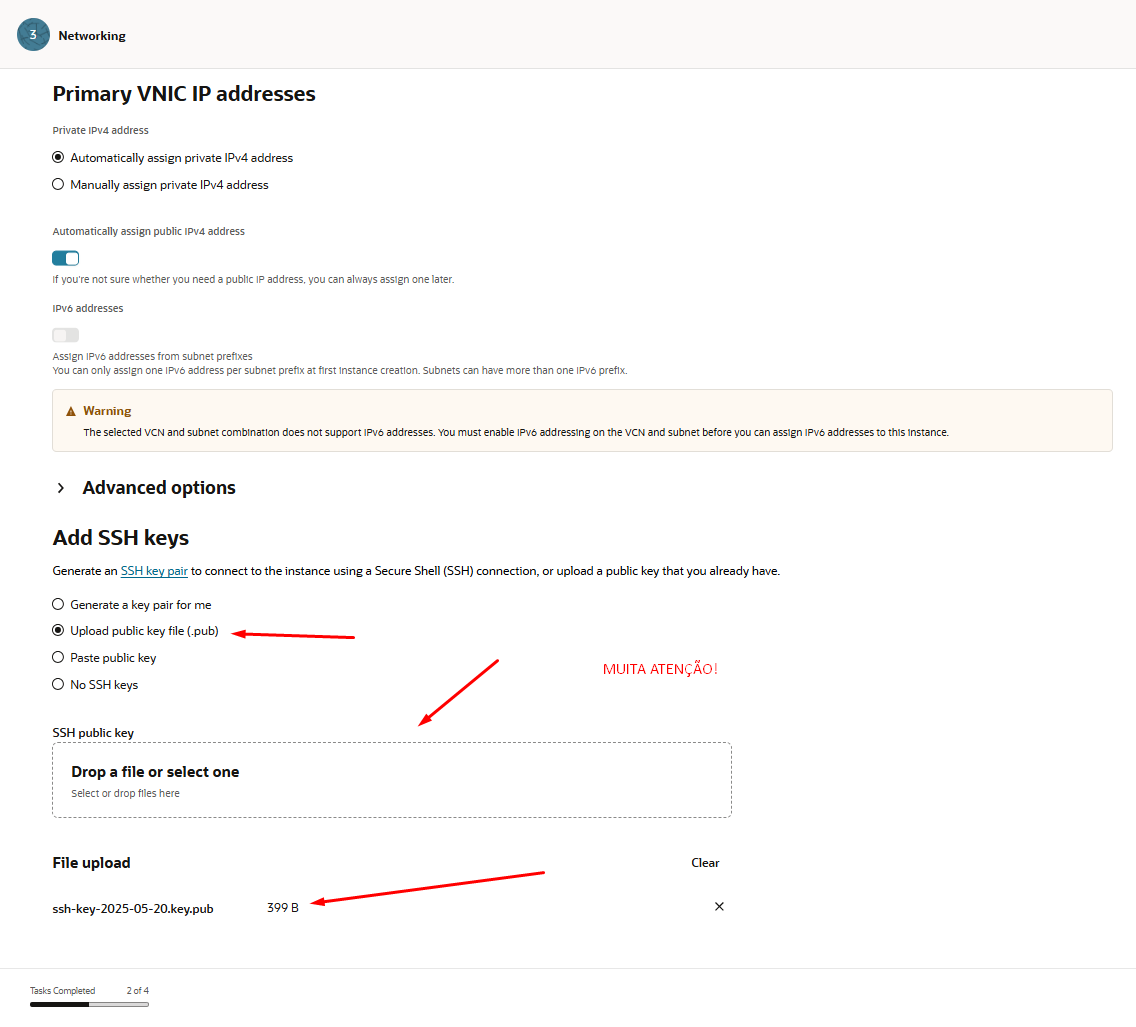 3 Networking
Primary VNIC IP addresses
Private IPv4 address
Automatically assign private IPv4 address
Manually assign private IPv4 address
Automatically assign public IPv4 address
If you're not sure whether you need a public IP address, you can always assign one later.
IPv6 addresses
Assign IPv6 addresses from subnet prefixes
You can only assign one IPv6 address per subnet prefix at first instance creation. Subnets can have more than one IPv6 prefix.
Warning
The selected VCN and subnet combination does not support IPv6 addresses. You must enable IPv6 addressing on the VCN and subnet before you can assign IPv6 addresses to this instance.
Advanced options
Add SSH keys
Generate an SSH key pair to connect to the instance using a Secure Shell (SSH) connection, or upload a public key that you already have.
Generate a key pair for me
Upload public key file (.pub)
Paste public key
MUITA ATENÇÃO!
No SSH keys
SSH public key
Drop a file or select one
Select or drop files here
File upload Clear
ssh-key-2025-05-20.key.pub 399 B
Tasks Completed 2 of 4